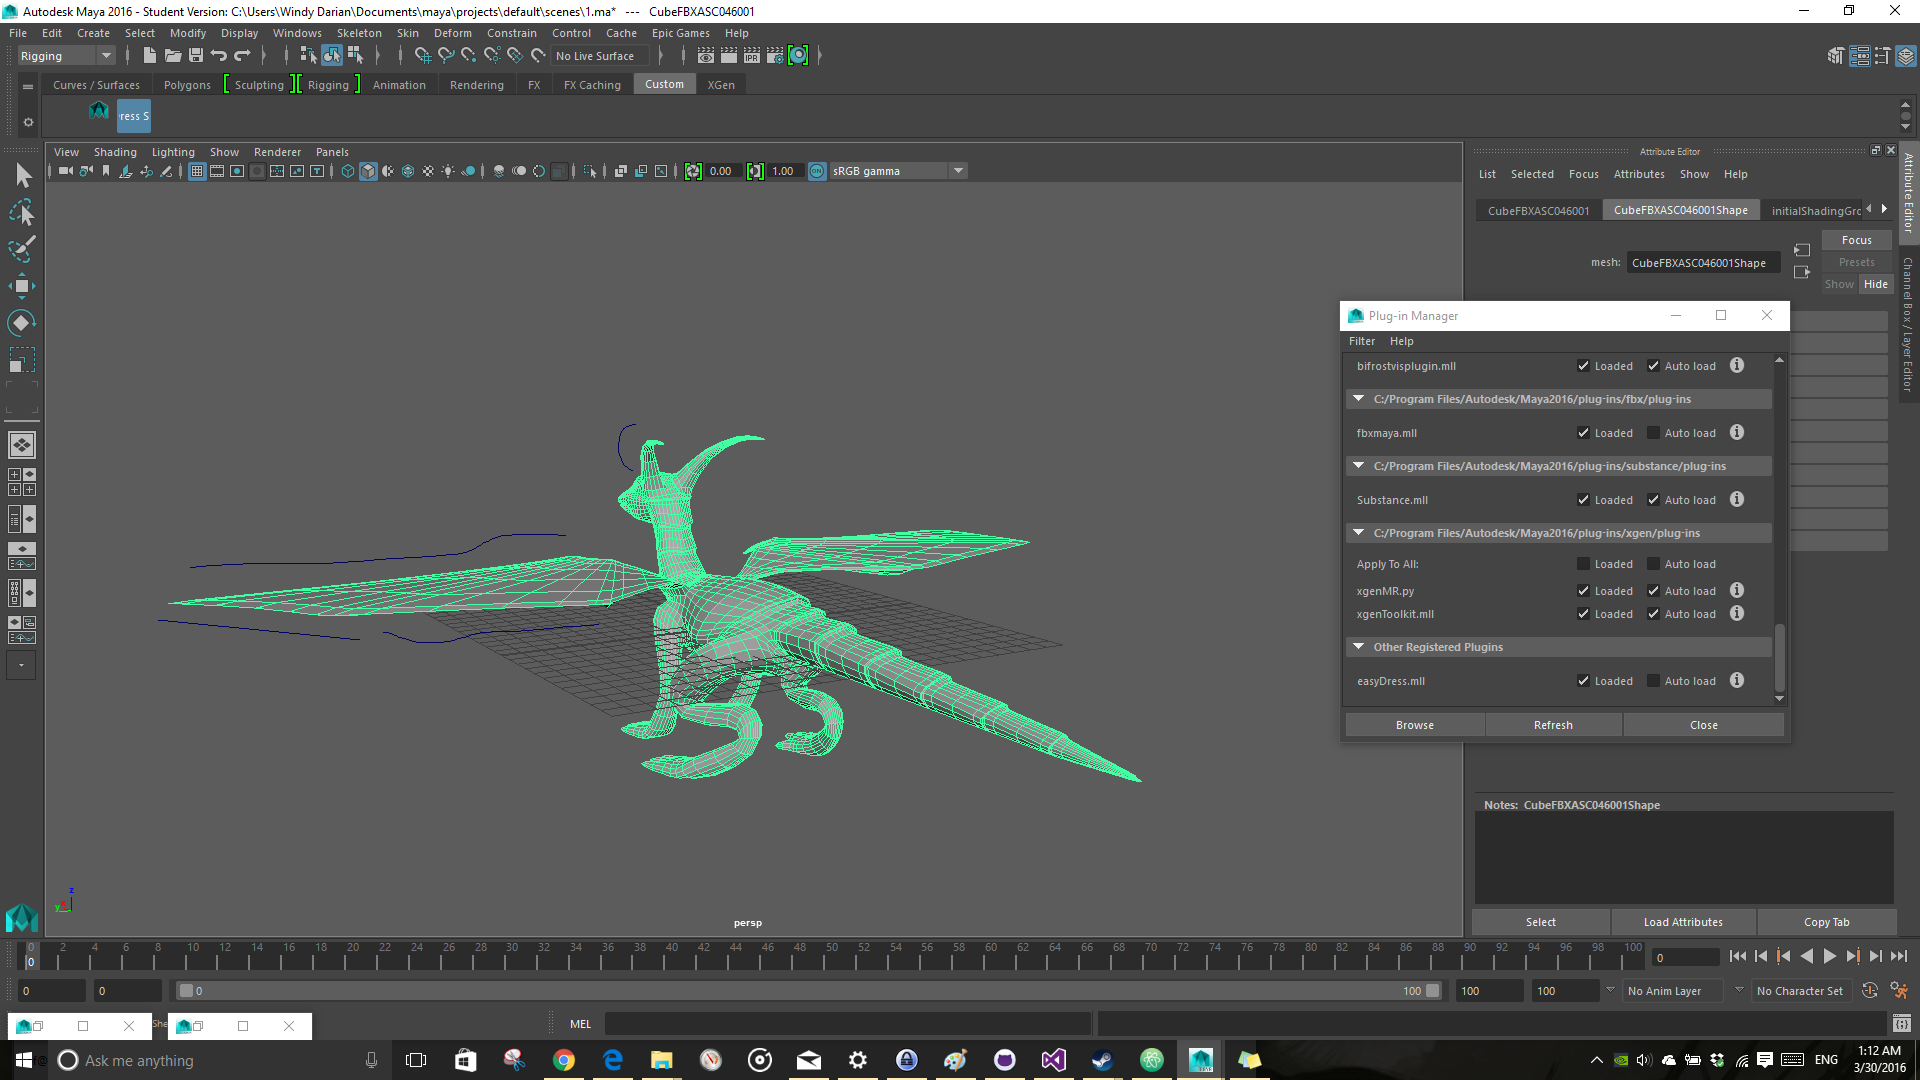 Autodesk Maya 2016 - Student Version: C:\Users\Windy Darian\Documents\maya\projects\default\scenes\1.ma*   ---   CubeFBXASC046001
File Edit Create Select Modify Display Windows Skeleton Skin Deform Constrain Control Cache Epic Games Help
Rigging No Live Surface
IPR
Curves / Surfaces Polygons Sculpting Rigging Animation Rendering FX FX Caching Custom XGen
ress S
View Shading Lighting Show Renderer Panels
0.00 1.00 ON sRGB gamma
Attribute Editor
List Selected Focus Attributes Show Help
CubeFBXASC046001 CubeFBXASC046001Shape initialShadingGrc
Focus
mesh: CubeFBXASC046001Shape Presets
Show Hide
Attribute Editor
Channel Box / Layer Editor
Plug-in Manager
Filter Help
bifrostvisplugin.mll Loaded Auto load
C:/Program Files/Autodesk/Maya2016/plug-ins/fbx/plug-ins
fbxmaya.mll Loaded Auto load
C:/Program Files/Autodesk/Maya2016/plug-ins/substance/plug-ins
Substance.mll Loaded Auto load
C:/Program Files/Autodesk/Maya2016/plug-ins/xgen/plug-ins
Apply To All: Loaded Auto load
xgenMR.py Loaded Auto load
xgenToolkit.mll Loaded Auto load
Other Registered Plugins
easyDress.mll Loaded Auto load
Browse Refresh Close
Notes: CubeFBXASC046001Shape
z
y
persp
Select Load Attributes Copy Tab
0 2 4 6 8 10 12 14 16 18 20 22 24 26 28 30 32 34 36 38 40 42 44 46 48 50 52 54 56 58 60 62 64 66 68 70 72 74 76 78 80 82 84 86 88 90 92 94 96 98 100
0 0
0 0 0 100 100 100 No Anim Layer No Character Set
She MEL
Ask me anything
ENG
1:12 AM
3/30/2016